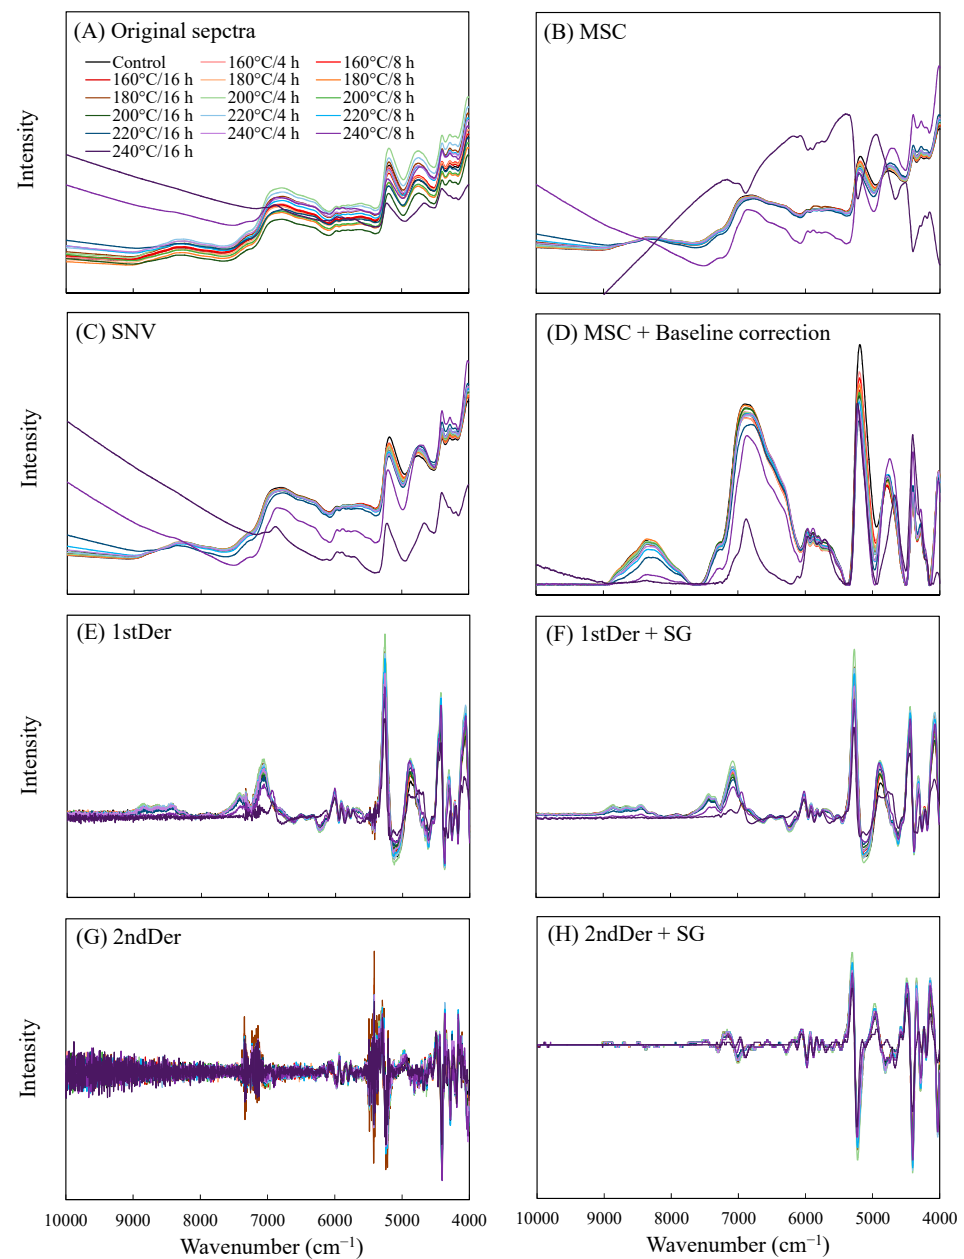 (A) Original sepctra
Control 160°C/4 h 160°C/8 h
160°C/16 h 180°C/4 h 180°C/8 h
180°C/16 h 200°C/4 h 200°C/8 h
200°C/16 h 220°C/4 h 220°C/8 h
220°C/16 h 240°C/4 h 240°C/8 h
240°C/16 h
Intensity
(B) MSC
(C) SNV
Intensity
(D) MSC + Baseline correction
(E) 1stDer
Intensity
(F) 1stDer + SG
(G) 2ndDer
Intensity
(H) 2ndDer + SG
10000 9000 8000 7000 6000 5000 4000
Wavenumber (cm⁻¹)
10000 9000 8000 7000 6000 5000 4000
Wavenumber (cm⁻¹)